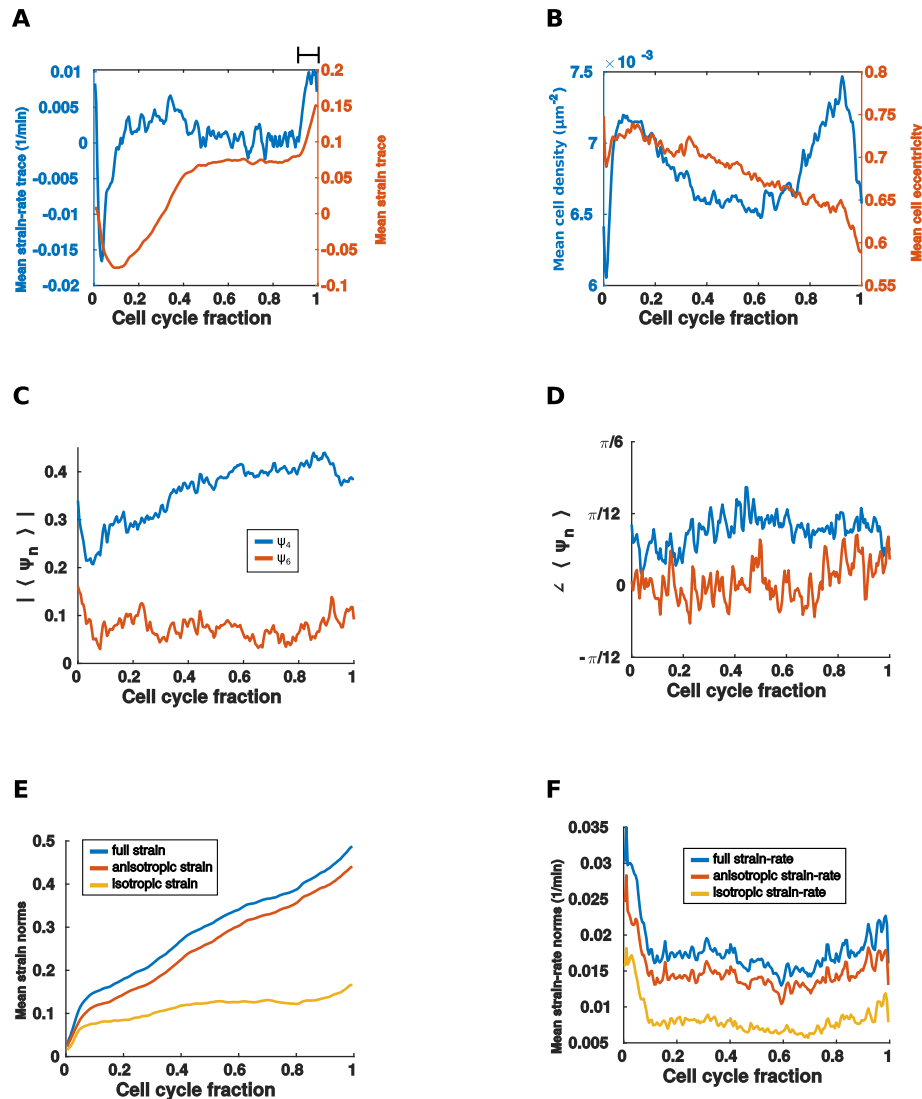 A
Mean strain-rate trace (1/min)
0.01
0.005
0
-0.005
-0.01
-0.015
-0.02
0.2
0.15
0.10
0.05
0
-0.05
-0.1
Mean strain trace
0 0.2 0.4 0.6 0.8 1
Cell cycle fraction
B
× 10⁻³
Mean cell density (μm⁻²)
7.5
7
6.5
6
0.8
0.75
0.7
0.65
0.6
0.55
Mean cell eccentricity
0 0.2 0.4 0.6 0.8 1
Cell cycle fraction
C
| ⟨ ψn ⟩ |
0.4
0.3
0.2
0.1
0
ψ4
ψ6
0 0.2 0.4 0.6 0.8 1
Cell cycle fraction
D
∠ ⟨ ψn ⟩
π/6
π/12
0
-π/12
0 0.2 0.4 0.6 0.8 1
Cell cycle fraction
E
Mean strain norms
0.5
0.4
0.3
0.2
0.1
0
full strain
anisotropic strain
isotropic strain
0 0.2 0.4 0.6 0.8 1
Cell cycle fraction
F
Mean strain-rate norms (1/min)
0.035
0.03
0.025
0.02
0.015
0.01
0.005
full strain-rate
anisotropic strain-rate
isotropic strain-rate
0 0.2 0.4 0.6 0.8 1
Cell cycle fraction